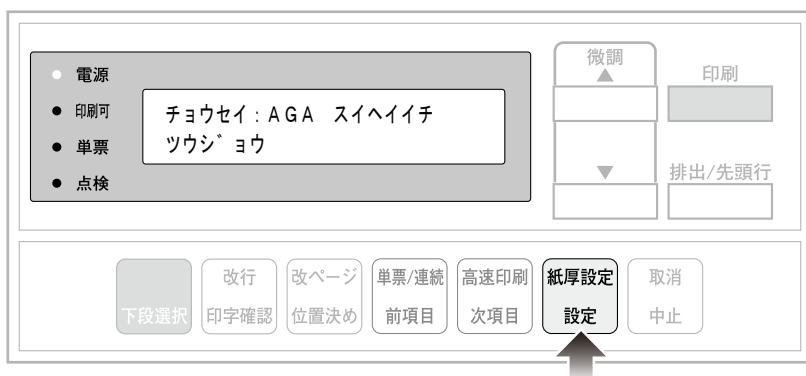 電源
印刷可
単票
点検
チョウセイ：AGA スイヘイイチ
ツウジョウ
微調
▲
▼
印刷
排出/先頭行
下段選択
改行
印字確認
改ページ
位置決め
単票/連続
前項目
高速印刷
次項目
紙厚設定
設定
取消
中止